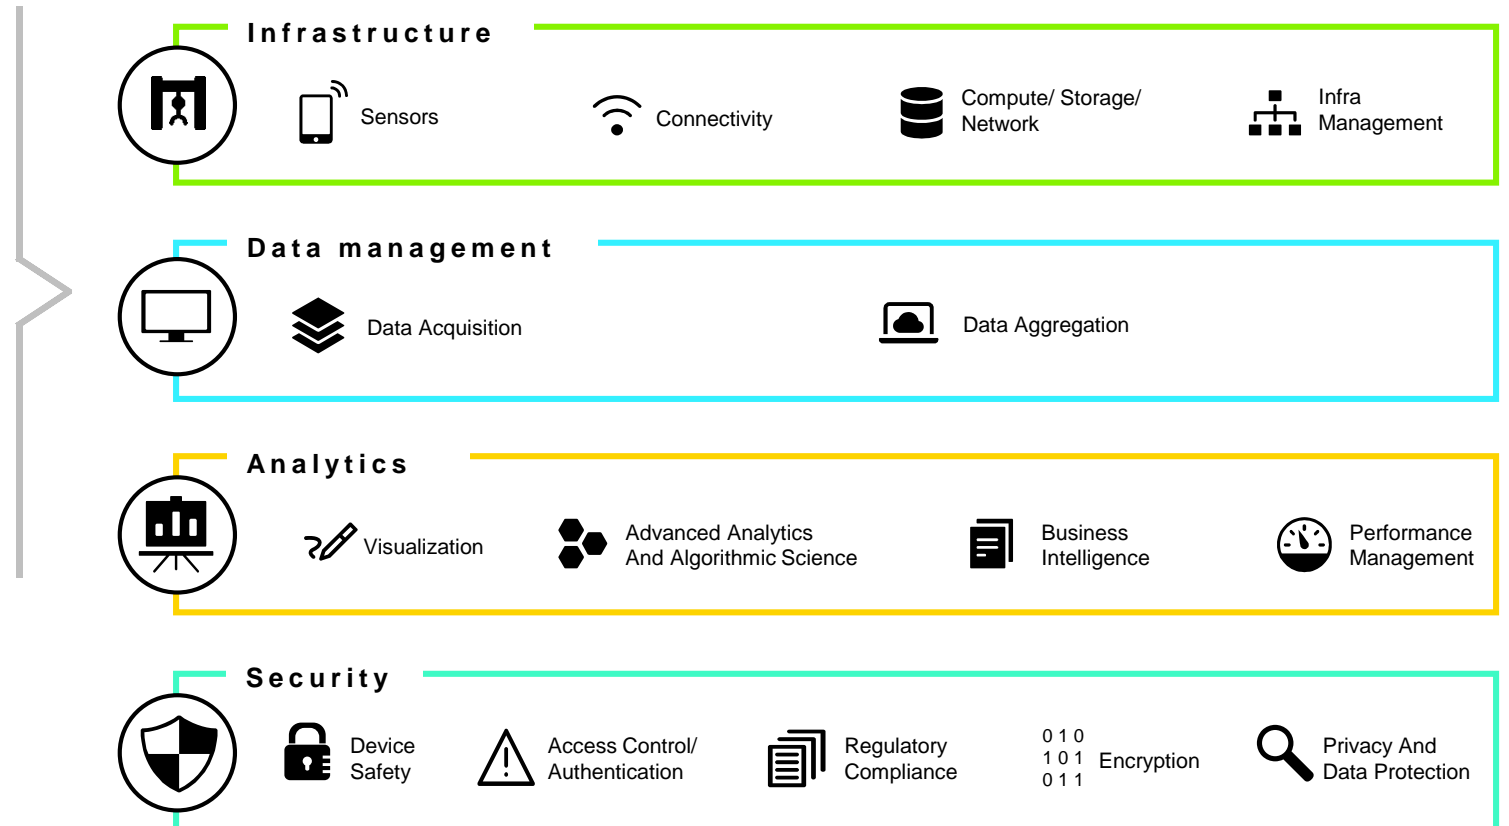 Infrastructure
Sensors
Connectivity
Compute/ Storage/
Network
Infra
Management
Data management
Data Acquisition
Data Aggregation
Analytics
Visualization
Advanced Analytics
And Algorithmic Science
Business
Intelligence
Performance
Management
Security
Device
Safety
Access Control/
Authentication
Regulatory
Compliance
0 1 0
1 0 1
0 1 1
Encryption
Privacy And
Data Protection